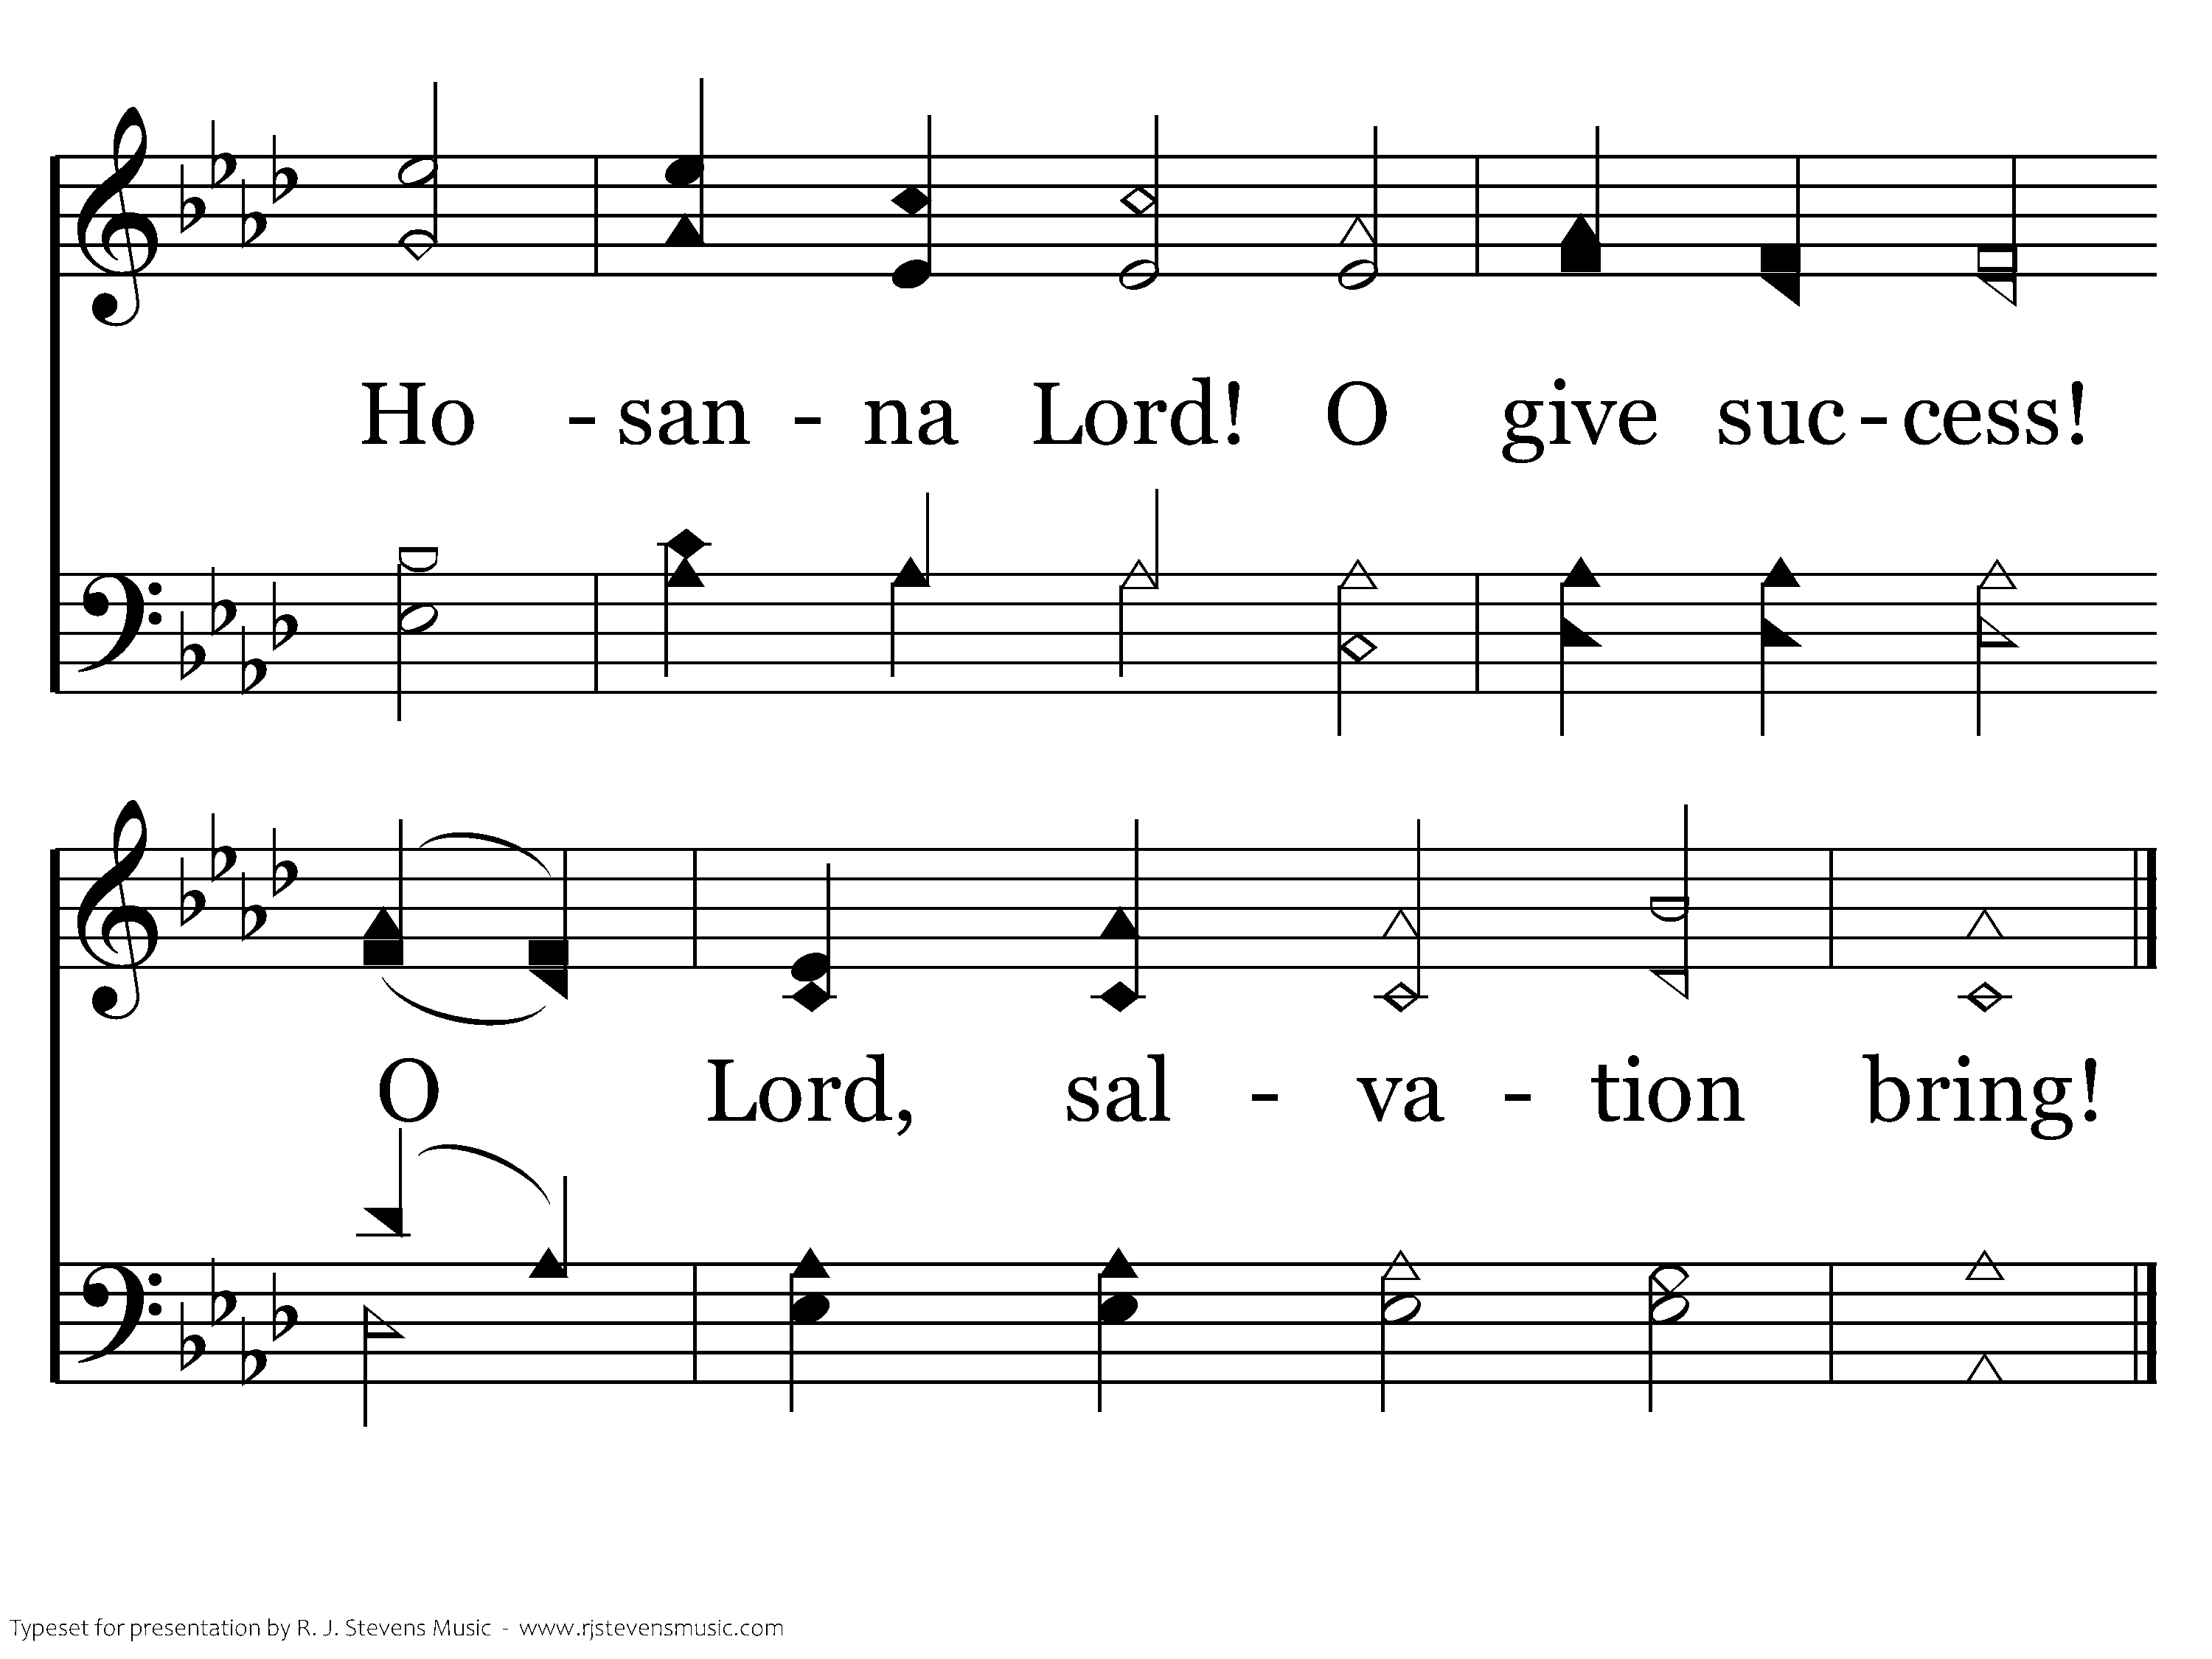 Ho - san - na Lord! O give suc - cess!
O Lord, sal - va - tion bring!
Typeset for presentation by R. J. Stevens Music - www.rjstevensmusic.com